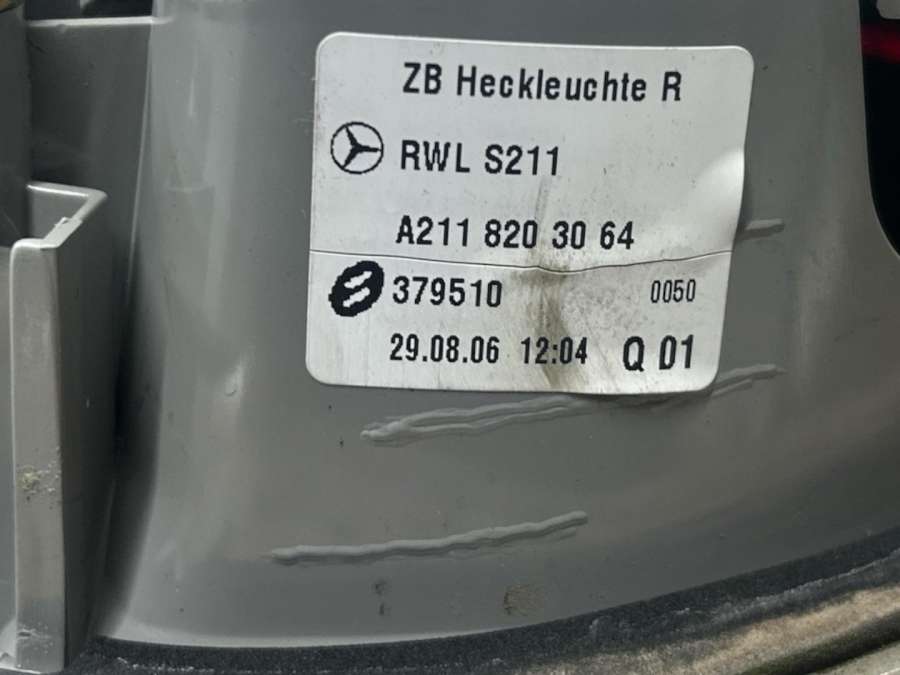 ZB Heckleuchte R
RWL S211
A211 820 30 64
379510 0050
29.08.06 12:04 Q 01